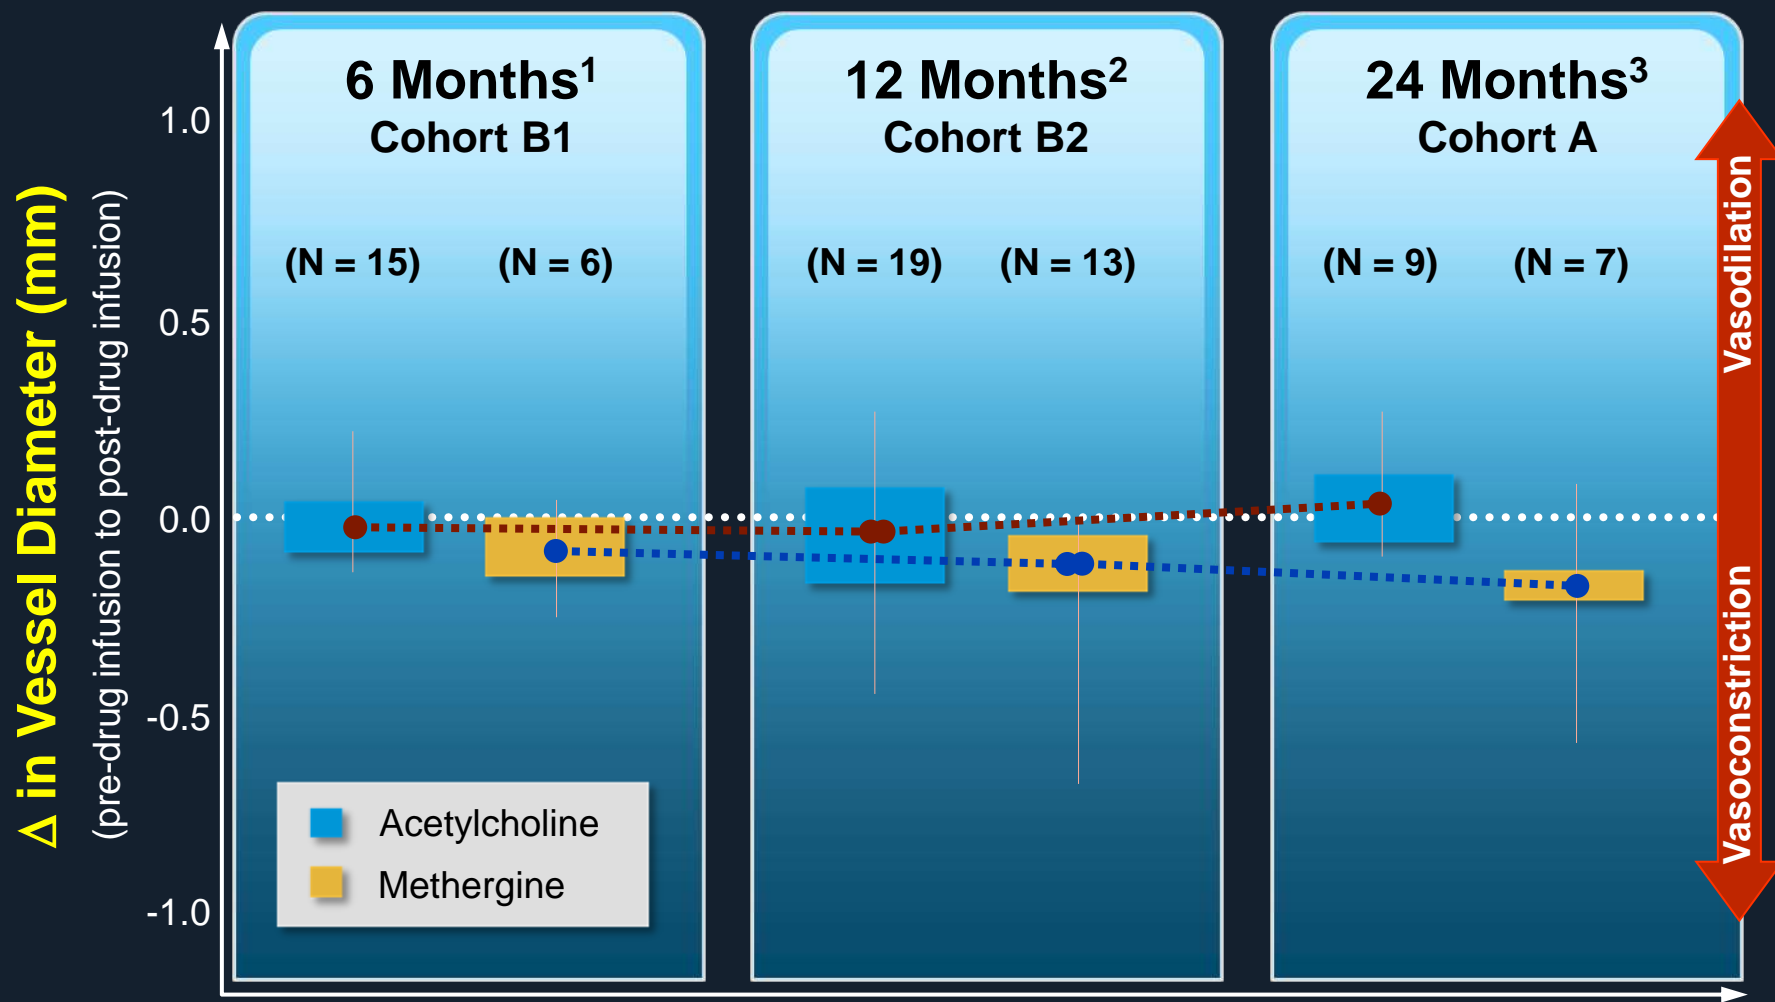 6 Months¹
Cohort B1
12 Months²
Cohort B2
24 Months³
Cohort A
(N = 15)
(N = 6)
(N = 19)
(N = 13)
(N = 9)
(N = 7)
1.0
0.5
0.0
-0.5
-1.0
Δ in Vessel Diameter (mm)
(pre-drug infusion to post-drug infusion)
Vasodilation
Vasoconstriction
Acetylcholine
Methergine